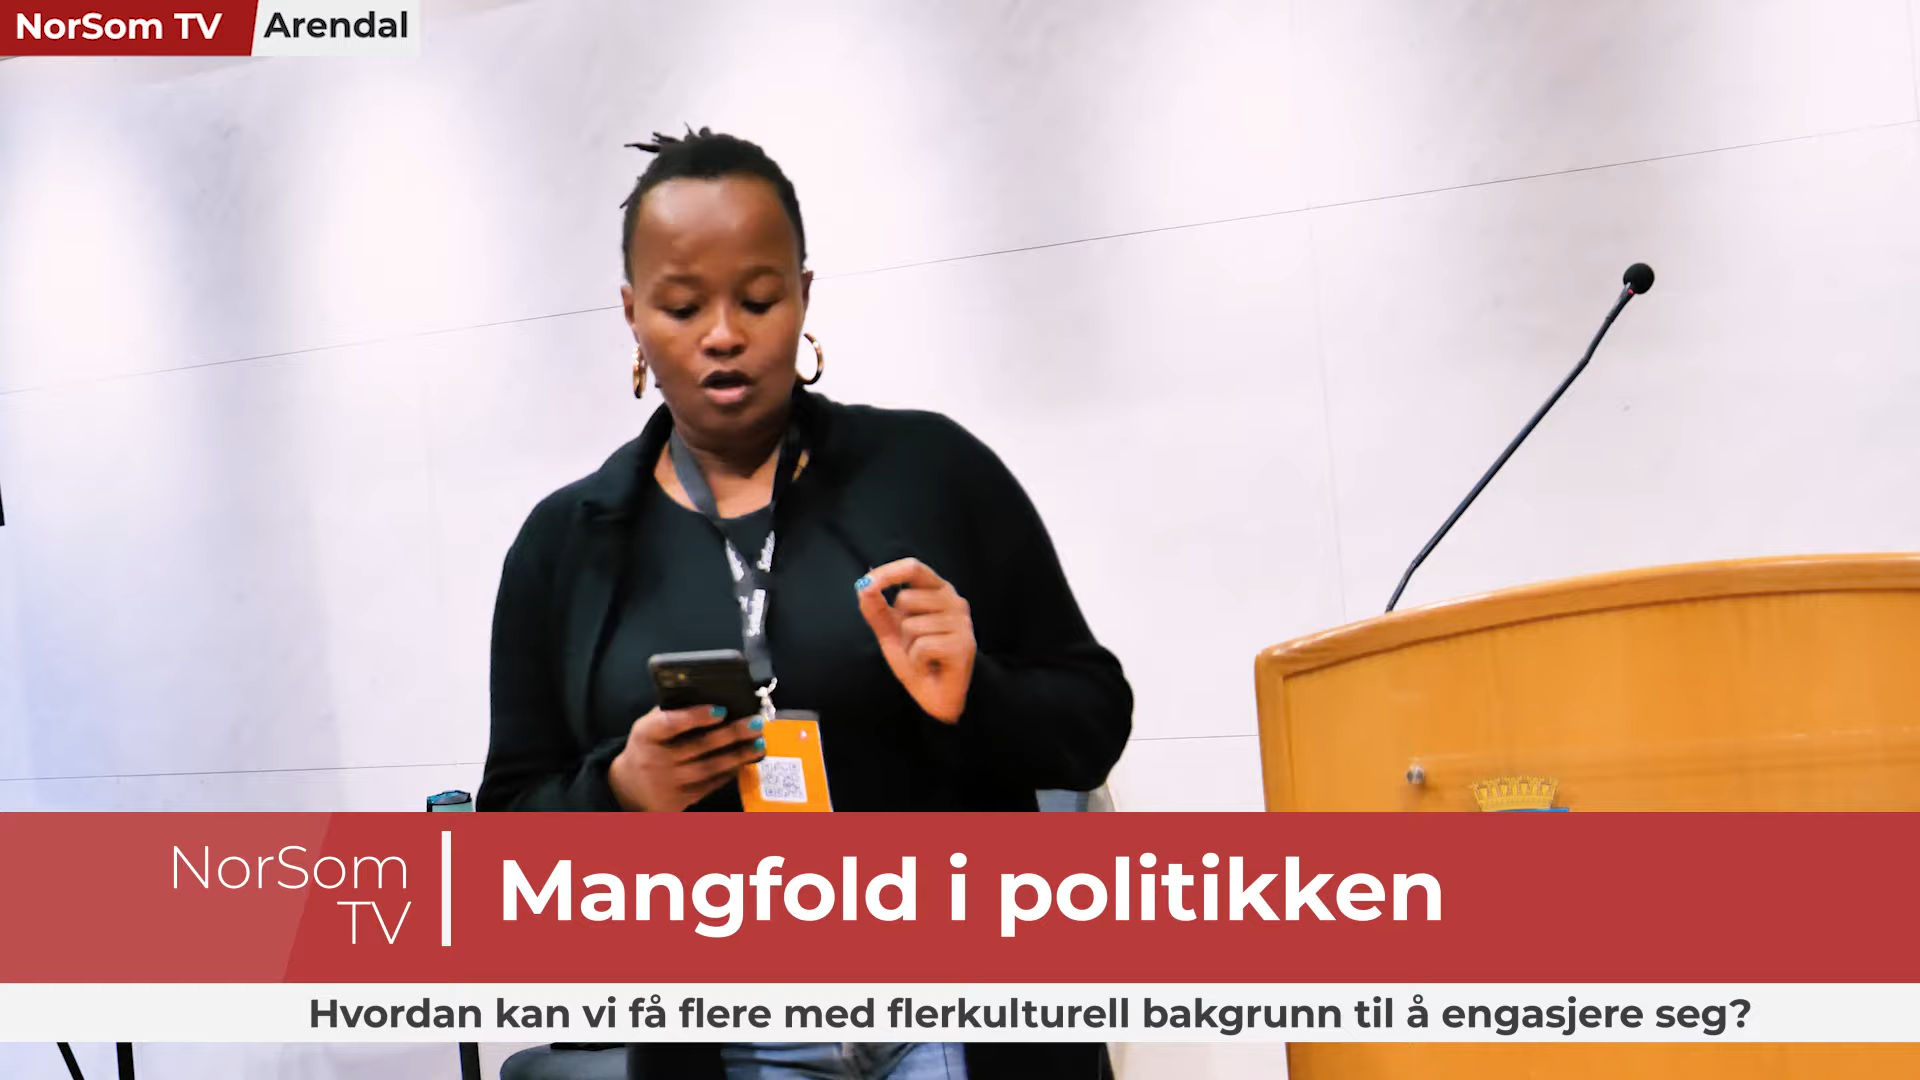 NorSom TV Arendal
NorSom
TV
Mangfold i politikken
Hvordan kan vi få flere med flerkulturell bakgrunn til å engasjere seg?